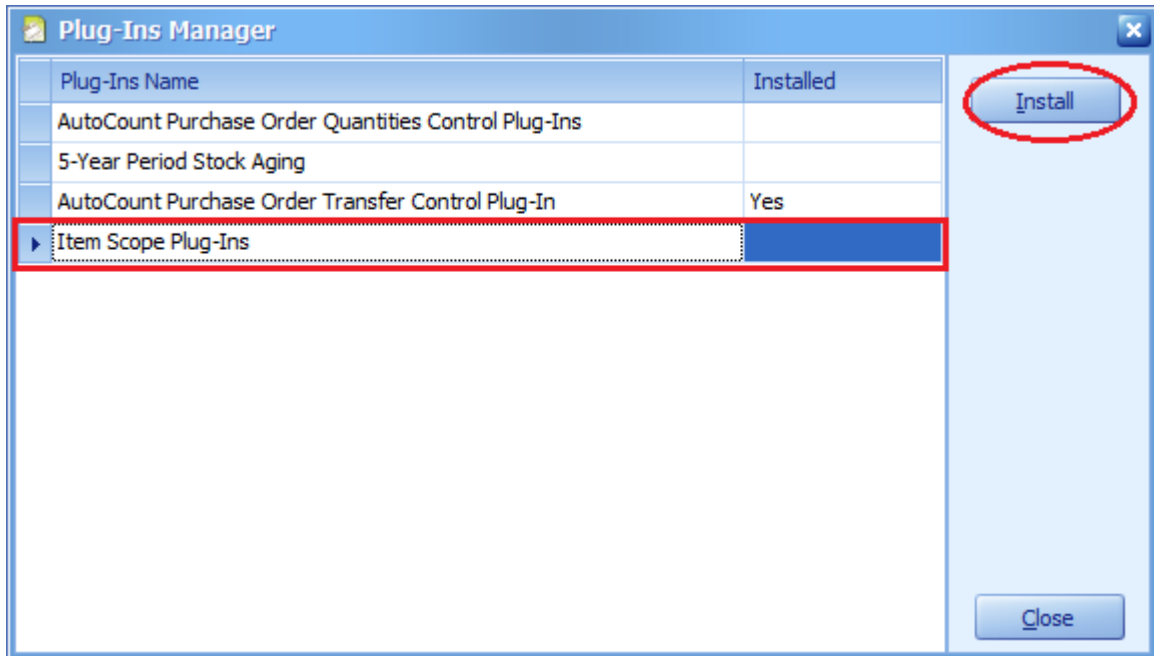 Plug-Ins Manager
Plug-Ins Name Installed
Install
AutoCount Purchase Order Quantities Control Plug-Ins
5-Year Period Stock Aging
AutoCount Purchase Order Transfer Control Plug-In Yes
Item Scope Plug-Ins
Close